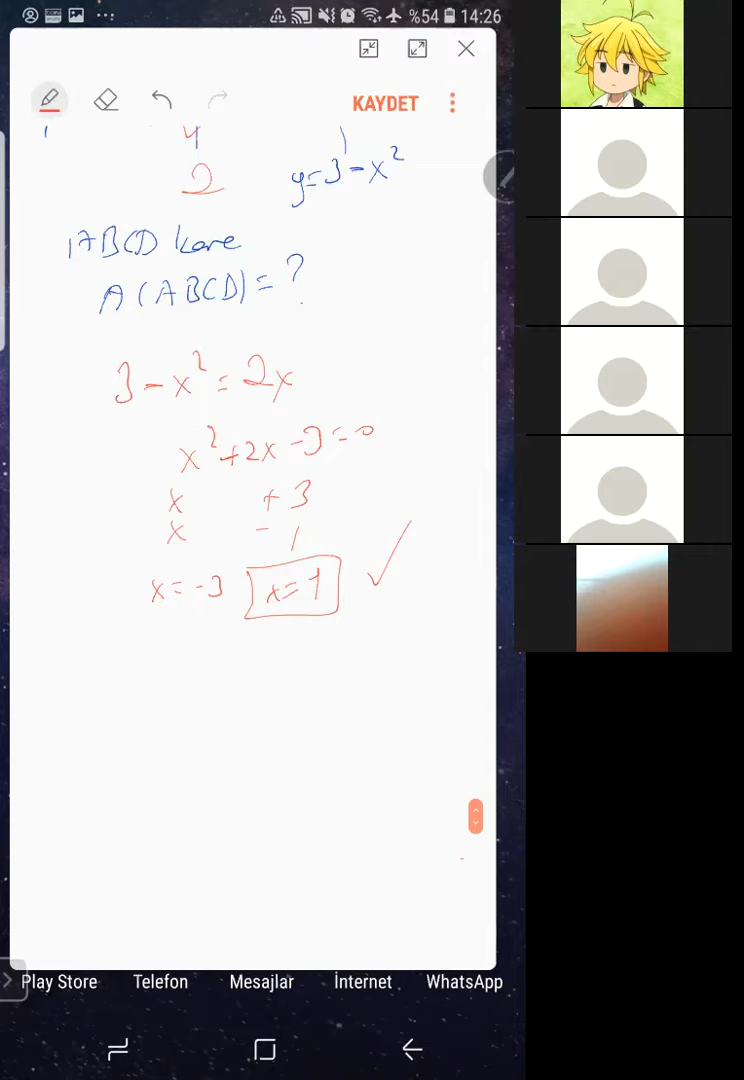 %54 14:26
KAYDET
4
2
y=3-x²
ABCD kare
A(ABCD)=?
3-x²=2x
x²+2x-3=0
x +3
x -1
x=-3 x=1
Play Store Telefon Mesajlar İnternet WhatsApp